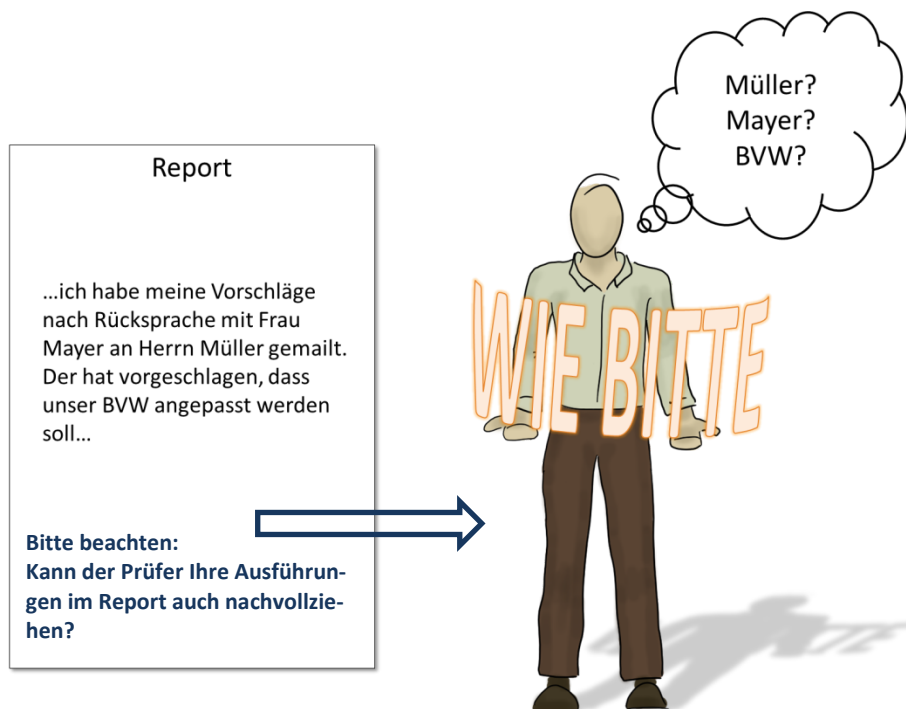 Müller?
Mayer?
BVW?
Report
...ich habe meine Vorschläge
nach Rücksprache mit Frau
Mayer an Herrn Müller gemailt.
Der hat vorgeschlagen, dass
unser BVW angepasst werden
soll...
WIE BITTE
Bitte beachten:
Kann der Prüfer Ihre Ausführun-
gen im Report auch nachvollzie-
hen?